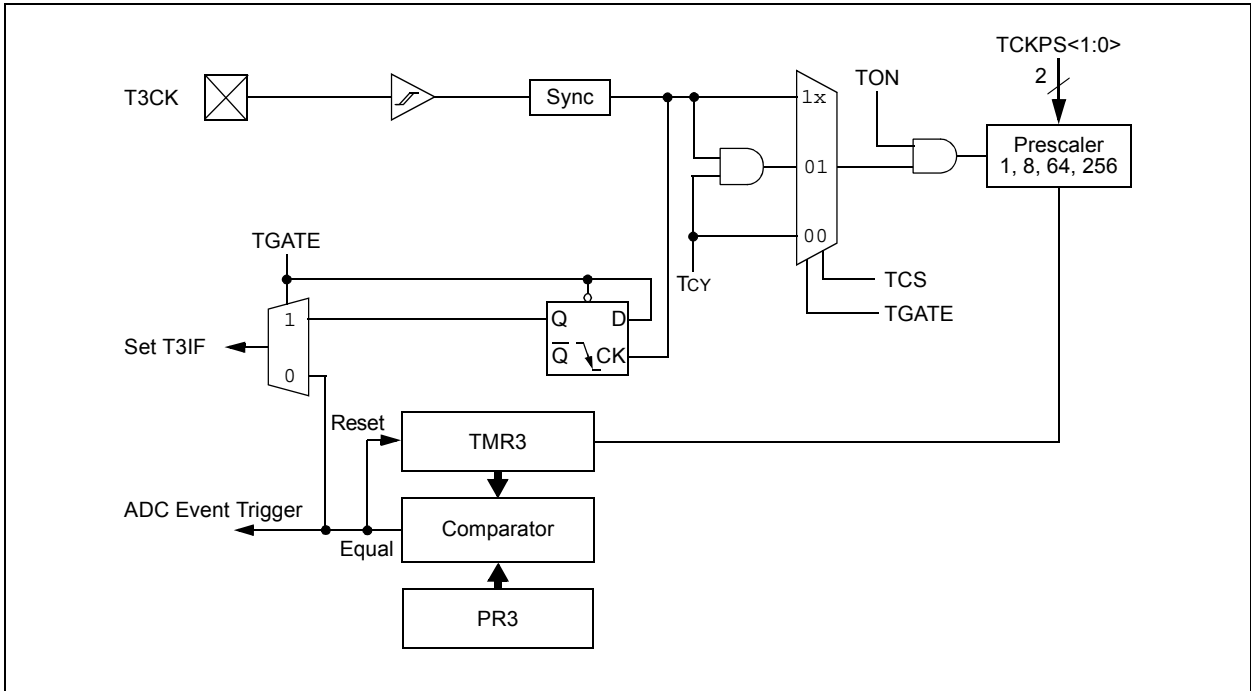 TCKPS<1:0>
2
T3CK
Sync
1x
TON
Prescaler
1, 8, 64, 256
01
00
TGATE
TCY
TCS
TGATE
1
Q
D
Set T3IF
Q
CK
0
Reset
TMR3
ADC Event Trigger
Equal
Comparator
PR3